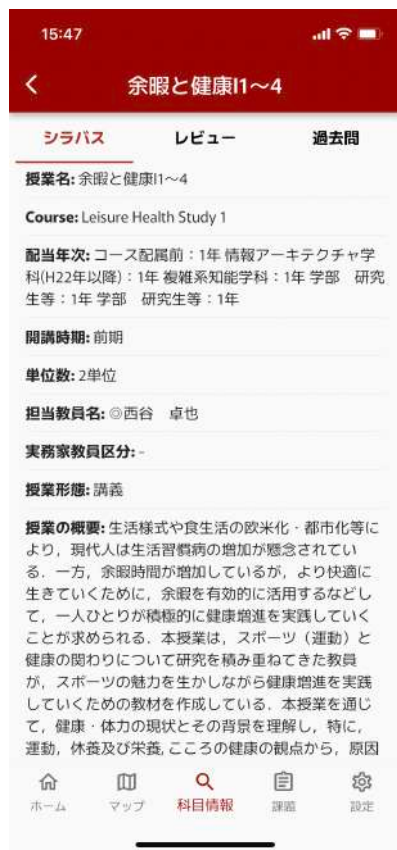 15:47
余暇と健康I1〜4
シラバス レビュー 過去問
授業名: 余暇と健康I1〜4
Course: Leisure Health Study 1
配当年次: コース配属前：1年 情報アーキテクチャ学
科(H22年以降)：1年 複雑系知能学科：1年 学部　研究
生等：1年 学部　研究生等：1年
開講時期: 前期
単位数: 2単位
担当教員名: ◎西谷　卓也
実務家教員区分: -
授業形態: 講義
授業の概要: 生活様式や食生活の欧米化・都市化等に
より，現代人は生活習慣病の増加が懸念されてい
る．一方，余暇時間が増加しているが，より快適に
生きていくために，余暇を有効的に活用するなどし
て，一人ひとりが積極的に健康増進を実践していく
ことが求められる．本授業は，スポーツ（運動）と
健康の関わりについて研究を積み重ねてきた教員
が，スポーツの魅力を生かしながら健康増進を実践
していくための教材を作成している．本授業を通じ
て，健康・体力の現状とその背景を理解し，特に，
運動，休養及び栄養, こころの健康の観点から，原因
ホーム マップ 科目情報 課題 設定